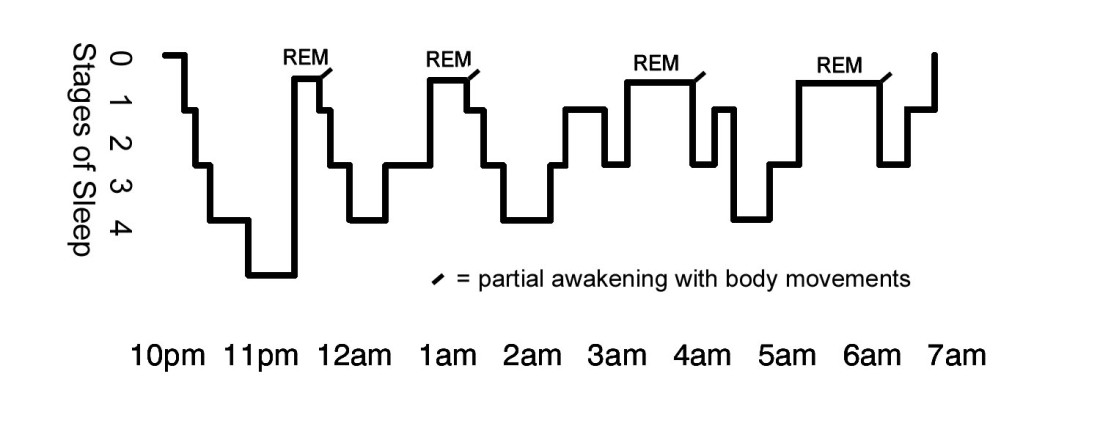 Stages of Sleep
0
1
2
3
4
REM
REM
REM
REM
= partial awakening with body movements
10pm 11pm 12am 1am 2am 3am 4am 5am 6am 7am